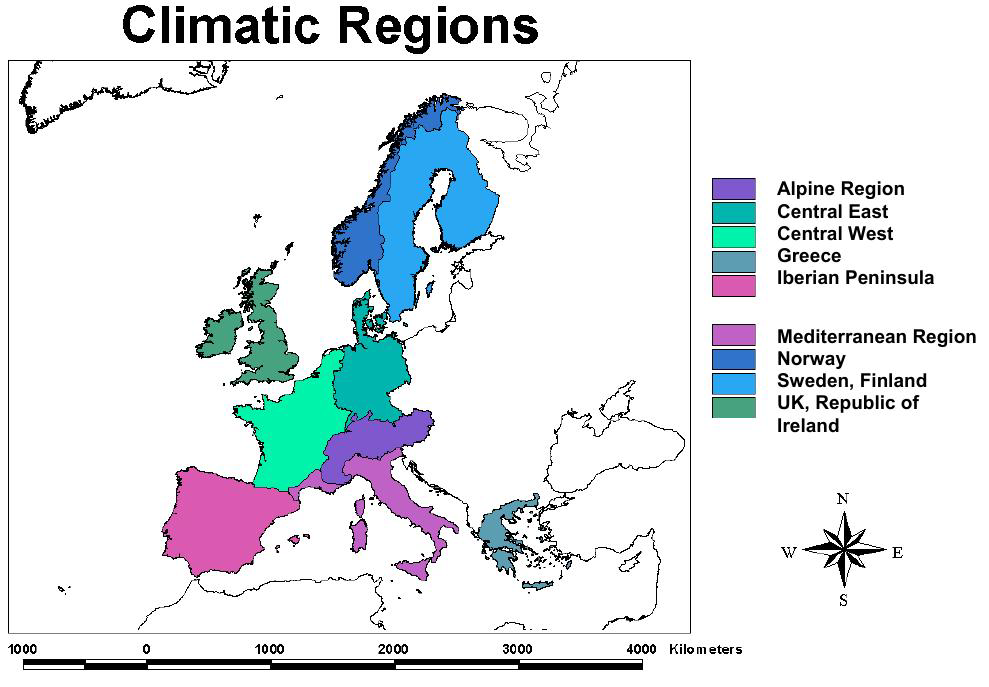 Climatic Regions
Alpine Region
Central East
Central West
Greece
Iberian Peninsula
Mediterranean Region
Norway
Sweden, Finland
UK, Republic of
Ireland
N
W E
S
1000 0 1000 2000 3000 4000 Kilometers